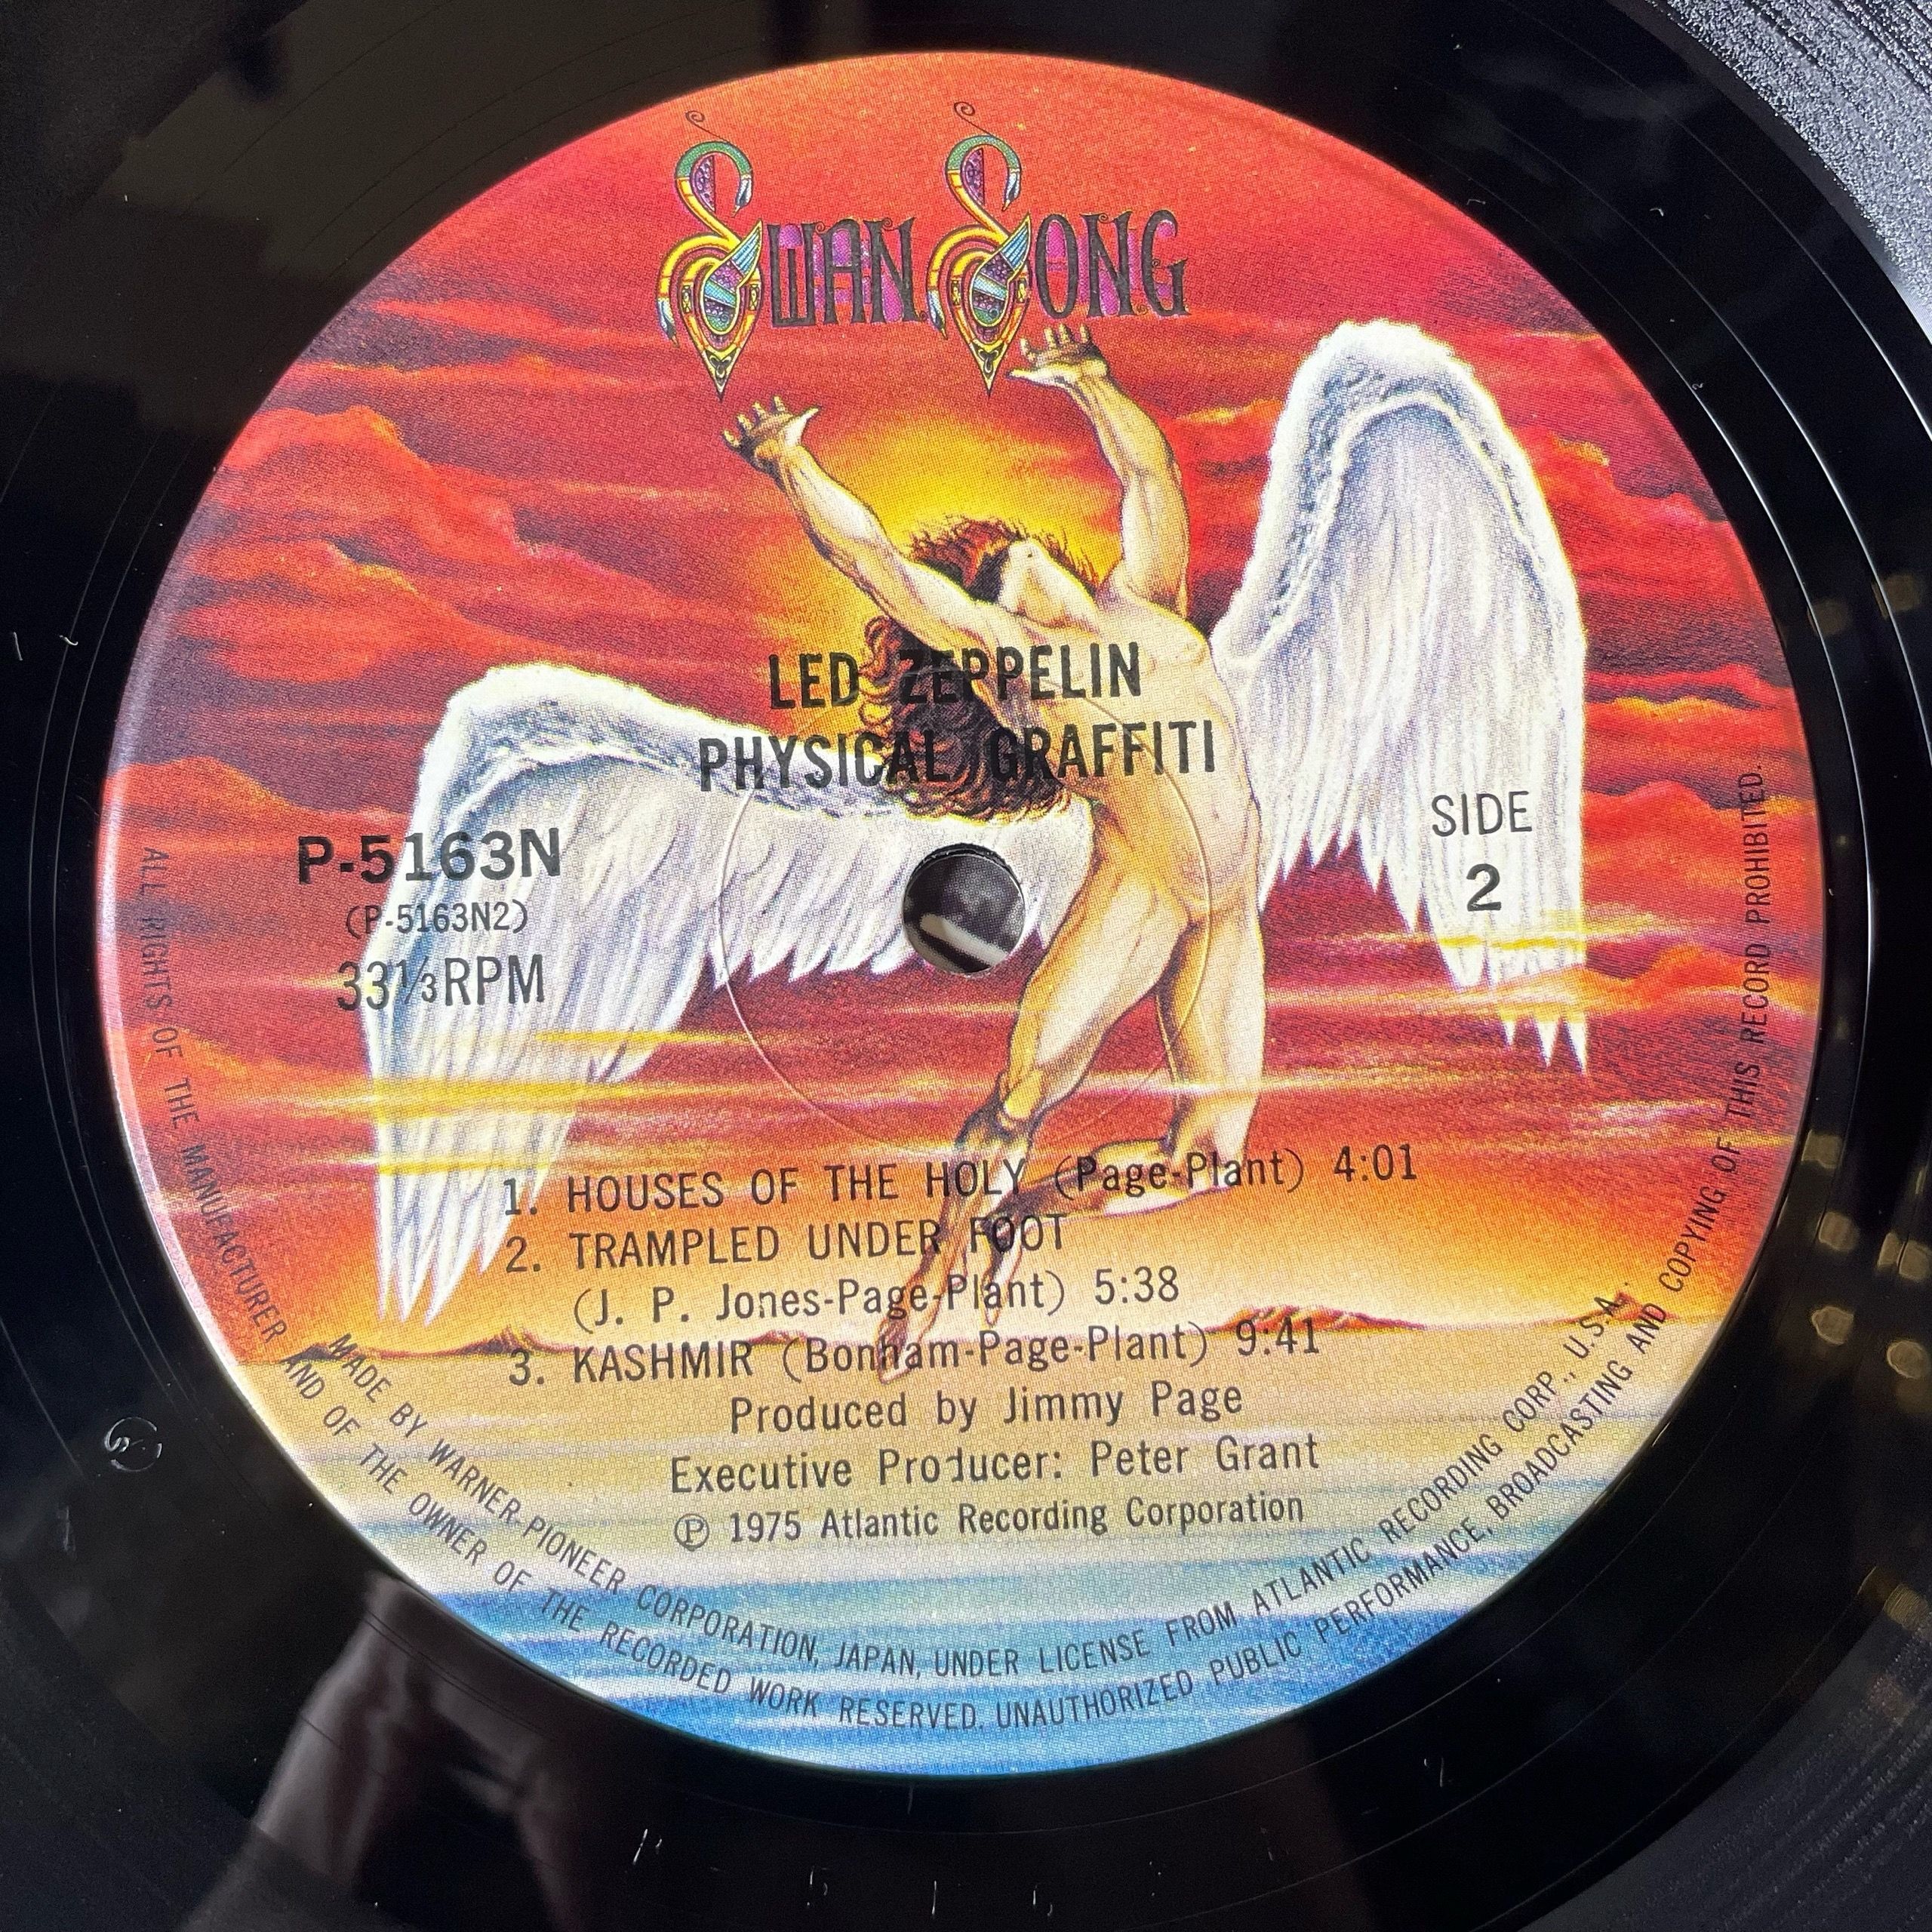 SWAN SONG
LED ZEPPELIN
PHYSICAL GRAFFITI
P-5163N
(P-5163N2)
33⅓RPM
SIDE
2
1. HOUSES OF THE HOLY (Page-Plant) 4:01
2. TRAMPLED UNDER FOOT
(J. P. Jones-Page-Plant) 5:38
3. KASHMIR (Bonham-Page-Plant) 9:41
Produced by Jimmy Page
Executive Producer: Peter Grant
Ⓟ 1975 Atlantic Recording Corporation
MADE BY WARNER-PIONEER CORPORATION, JAPAN, UNDER LICENSE FROM ATLANTIC RECORDING CORP., U.S.A.
ALL RIGHTS OF THE MANUFACTURER AND OF THE OWNER OF THE RECORDED WORK RESERVED. UNAUTHORIZED PUBLIC PERFORMANCE, BROADCASTING AND COPYING OF THIS RECORD PROHIBITED.